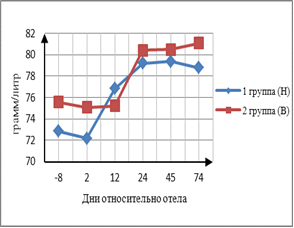 82
80
78
76
74
72
70
грамм/литр
-8 2 12 24 45 74
Дни относительно отела
1 группа (Н)
2 группа (В)